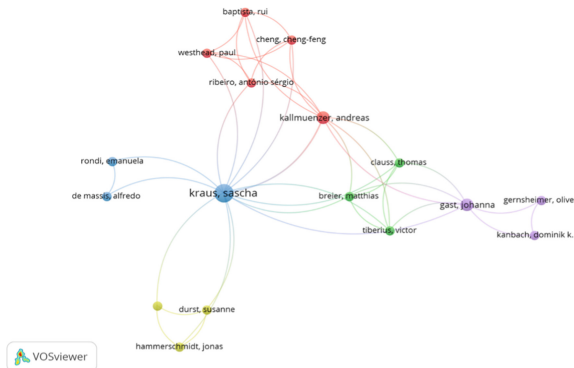 baptista, rui
cheng, cheng-feng
westhead, paul
ribeiro, antónio sérgio
kallmuenzer, andreas
rondi, emanuela
clauss, thomas
de massis, alfredo
kraus, sascha
breier, matthias
gast, johanna
gernsheimer, olive
tiberius, victor
kanbach, dominik k.
durst, susanne
hammerschmidt, jonas
VOSviewer